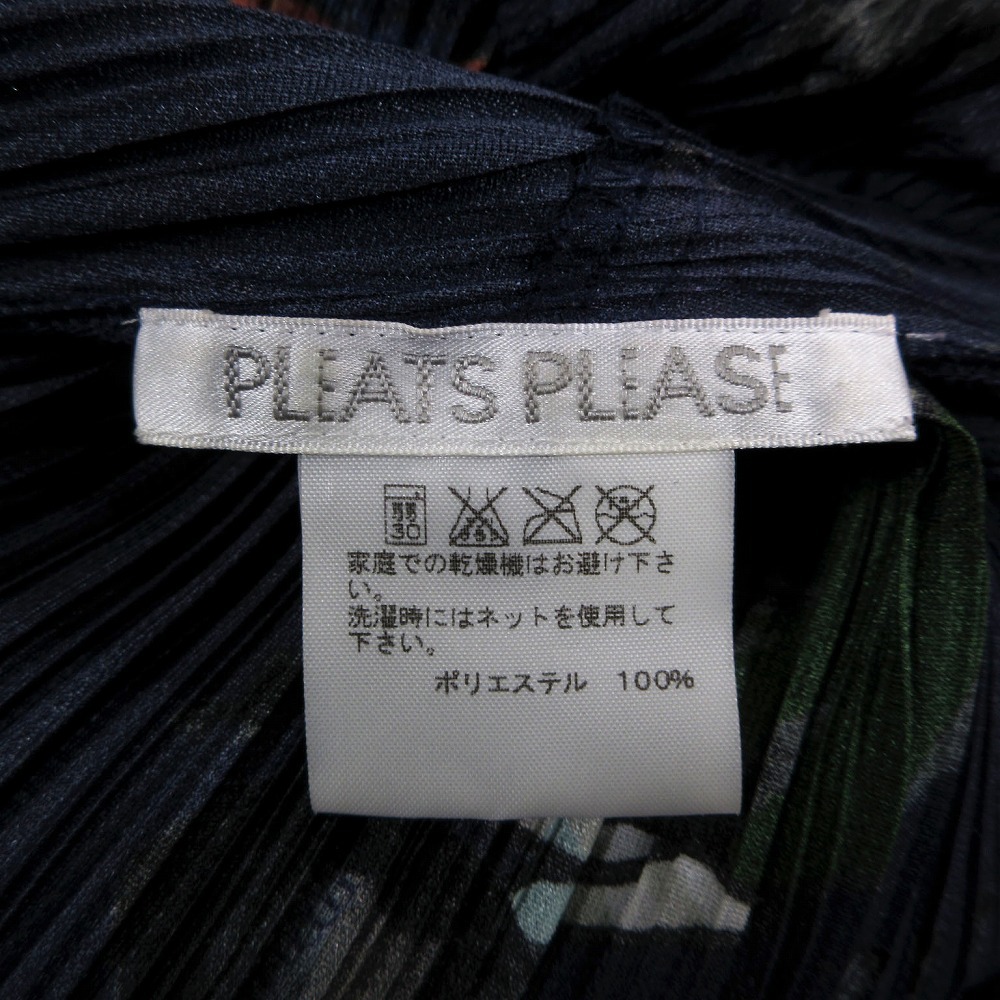 PLEATS PLEASE
30
家庭での乾燥機はお避け下さ
い。
洗濯時にはネットを使用して
下さい。
ポリエステル 100%